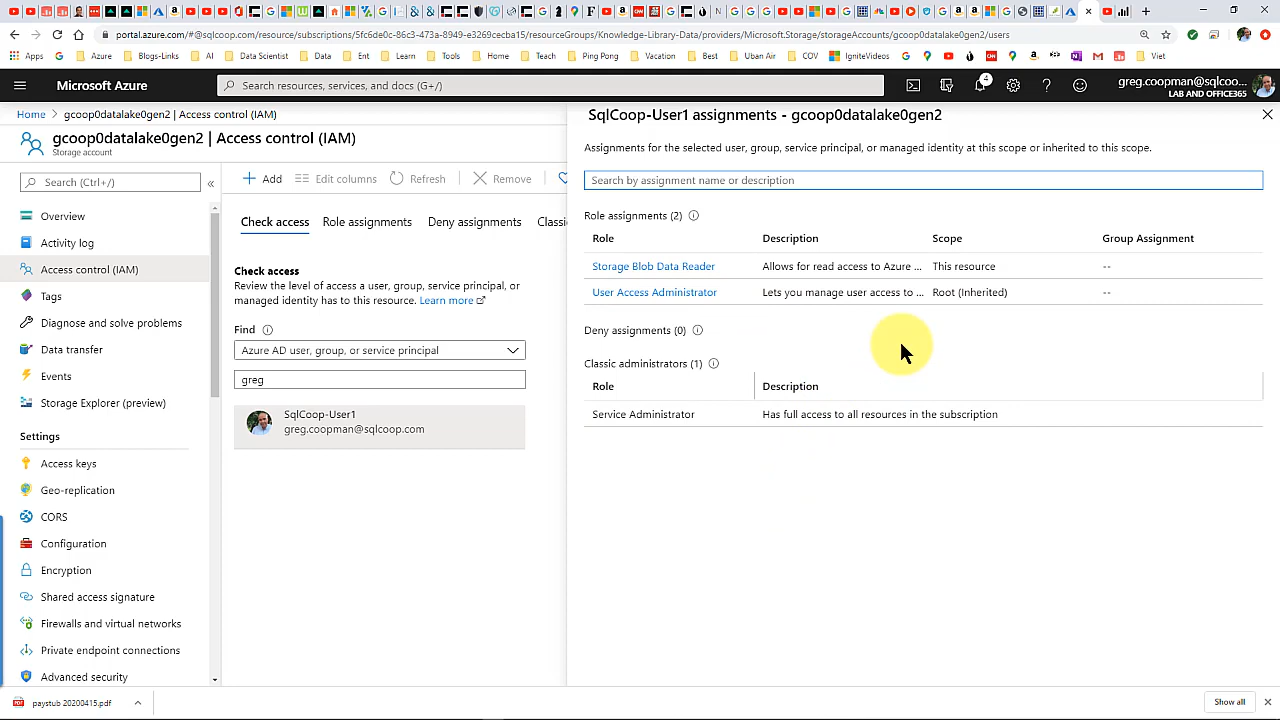 portal.azure.com/#@sqlcoop.com/resource/subscriptions/5fc6de0c-86c3-473a-8949-e3269cecba15/resourceGroups/Knowledge-Library-Data/providers/Microsoft.Storage/storageAccounts/gcoop0datalake0gen2/users
Apps Azure Blogs-Links AI Data Scientist Data Ent Learn Tools Home Teach Ping Pong Vacation Best Uban Air COV IgniteVideos Viet
Microsoft Azure
Search resources, services, and docs (G+/)
4
greg.coopman@sqlcoo...
LAB AND OFFICE365
Home > gcoop0datalake0gen2 | Access control (IAM)
gcoop0datalake0gen2 | Access control (IAM)
Storage account
Search (Ctrl+/)
«
Overview
Activity log
Access control (IAM)
Tags
Diagnose and solve problems
Data transfer
Events
Storage Explorer (preview)
Settings
Access keys
Geo-replication
CORS
Configuration
Encryption
Shared access signature
Firewalls and virtual networks
Private endpoint connections
Advanced security
Add Edit columns Refresh Remove
Check access Role assignments Deny assignments Classi
Check access
Review the level of access a user, group, service principal, or
managed identity has to this resource. Learn more
Find
Azure AD user, group, or service principal
greg
SqlCoop-User1
greg.coopman@sqlcoop.com
SqlCoop-User1 assignments - gcoop0datalake0gen2
Assignments for the selected user, group, service principal, or managed identity at this scope or inherited to this scope.
Search by assignment name or description
Role assignments (2)
Role Description Scope Group Assignment
Storage Blob Data Reader Allows for read access to Azure ... This resource --
User Access Administrator Lets you manage user access to ... Root (Inherited) --
Deny assignments (0)
Classic administrators (1)
Role Description
Service Administrator Has full access to all resources in the subscription
paystub 20200415.pdf
Show all